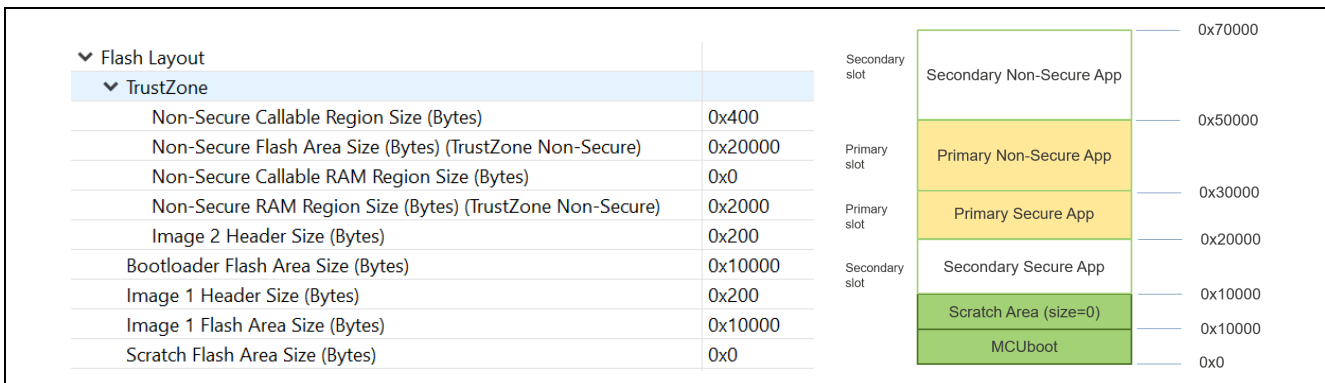 Flash Layout
TrustZone
Non-Secure Callable Region Size (Bytes) 0x400
Non-Secure Flash Area Size (Bytes) (TrustZone Non-Secure) 0x20000
Non-Secure Callable RAM Region Size (Bytes) 0x0
Non-Secure RAM Region Size (Bytes) (TrustZone Non-Secure) 0x2000
Image 2 Header Size (Bytes) 0x200
Bootloader Flash Area Size (Bytes) 0x10000
Image 1 Header Size (Bytes) 0x200
Image 1 Flash Area Size (Bytes) 0x10000
Scratch Flash Area Size (Bytes) 0x0
0x70000
Secondary
slot
Secondary Non-Secure App
0x50000
Primary
slot
Primary Non-Secure App
0x30000
Primary
slot
Primary Secure App
0x20000
Secondary
slot
Secondary Secure App
0x10000
Scratch Area (size=0)
0x10000
MCUboot
0x0